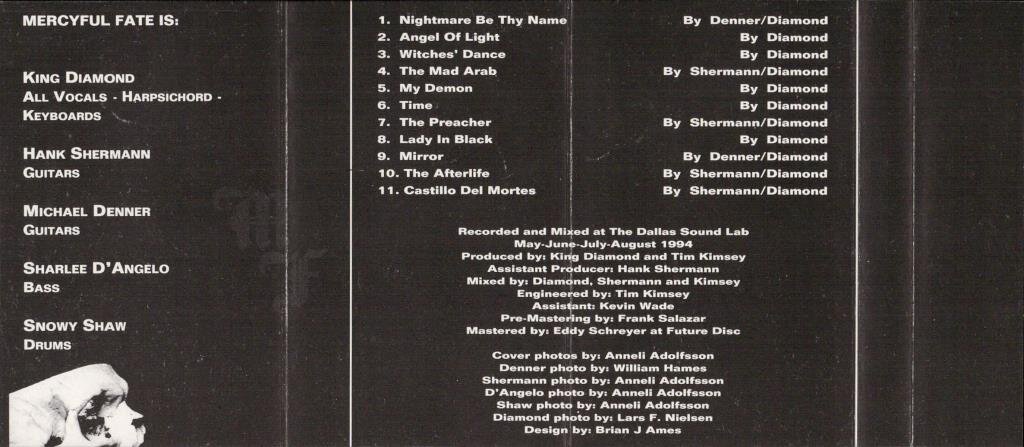 MERCYFUL FATE IS:
KING DIAMOND
ALL VOCALS - HARPSICHORD -
KEYBOARDS
HANK SHERMANN
GUITARS
MICHAEL DENNER
GUITARS
SHARLEE D'ANGELO
BASS
SNOWY SHAW
DRUMS
MF
1. Nightmare Be Thy Name By Denner/Diamond
2. Angel Of Light By Diamond
3. Witches' Dance By Diamond
4. The Mad Arab By Shermann/Diamond
5. My Demon By Diamond
6. Time By Diamond
7. The Preacher By Shermann/Diamond
8. Lady In Black By Diamond
9. Mirror By Denner/Diamond
10. The Afterlife By Shermann/Diamond
11. Castillo Del Mortes By Shermann/Diamond
Recorded and Mixed at The Dallas Sound Lab
May-June-July-August 1994
Produced by: King Diamond and Tim Kimsey
Assistant Producer: Hank Shermann
Mixed by: Diamond, Shermann and Kimsey
Engineered by: Tim Kimsey
Assistant: Kevin Wade
Pre-Mastering by: Frank Salazar
Mastered by: Eddy Schreyer at Future Disc
Cover photos by: Anneli Adolfsson
Denner photo by: William Hames
Shermann photo by: Anneli Adolfsson
D'Angelo photo by: Anneli Adolfsson
Shaw photo by: Anneli Adolfsson
Diamond photo by: Lars F. Nielsen
Design by: Brian J Ames